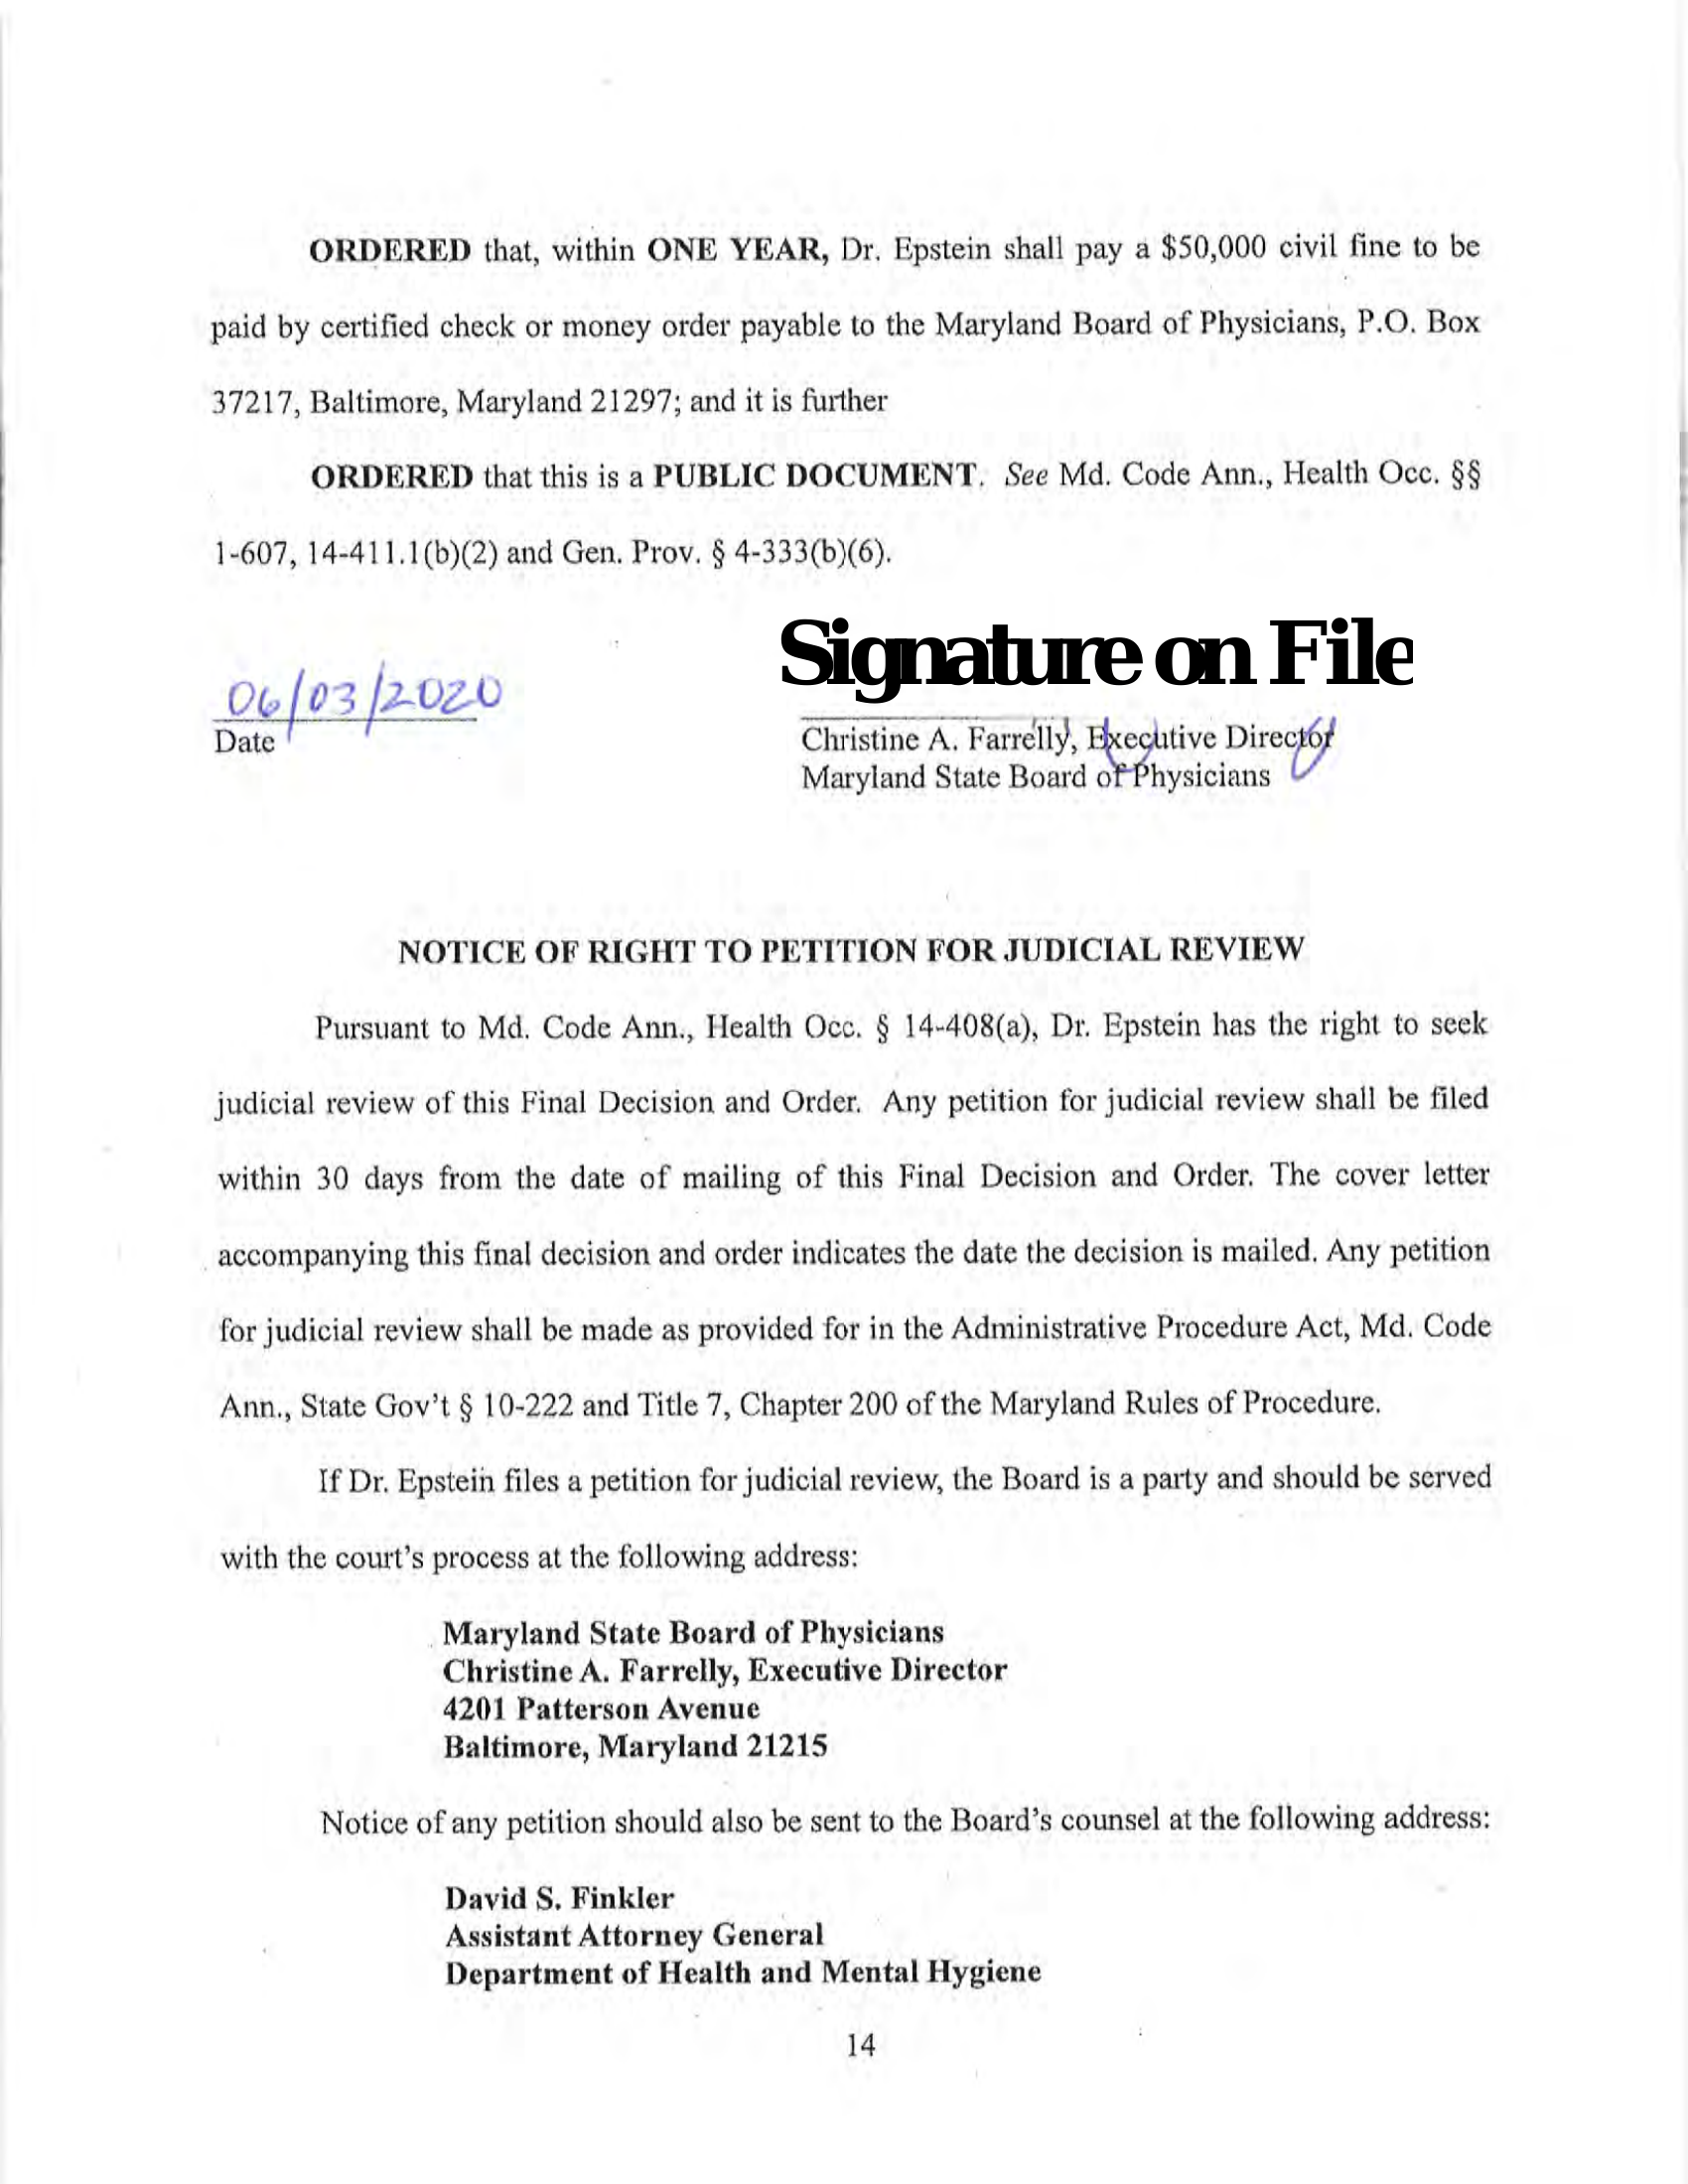 ORDERED that, within ONE YEAR, Dr. Epstein shall pay a $50,000 civil fine to be
paid by certified check or money order payable to the Maryland Board of Physicians, P.O. Box
37217, Baltimore, Maryland 21297; and it is further
ORDERED that this is a PUBLIC DOCUMENT. See Md. Code Ann., Health Occ. §§
1-607, 14-411.1(b)(2) and Gen. Prov. § 4-333(b)(6).
Signature on File
06/03/2020
Date
Christine A. Farrelly, Executive Director
Maryland State Board of Physicians
NOTICE OF RIGHT TO PETITION FOR JUDICIAL REVIEW
Pursuant to Md. Code Ann., Health Occ. § 14-408(a), Dr. Epstein has the right to seek
judicial review of this Final Decision and Order. Any petition for judicial review shall be filed
within 30 days from the date of mailing of this Final Decision and Order. The cover letter
accompanying this final decision and order indicates the date the decision is mailed. Any petition
for judicial review shall be made as provided for in the Administrative Procedure Act, Md. Code
Ann., State Gov't § 10-222 and Title 7, Chapter 200 of the Maryland Rules of Procedure.
If Dr. Epstein files a petition for judicial review, the Board is a party and should be served
with the court's process at the following address:
Maryland State Board of Physicians
Christine A. Farrelly, Executive Director
4201 Patterson Avenue
Baltimore, Maryland 21215
Notice of any petition should also be sent to the Board's counsel at the following address:
David S. Finkler
Assistant Attorney General
Department of Health and Mental Hygiene
14